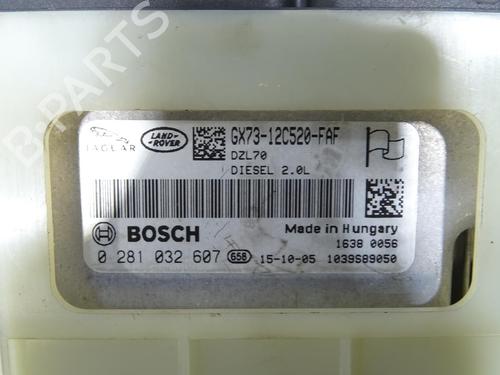 B-PARTS
JAGUAR
LAND-
ROVER
GX73-12C520-FAF
DZL70
DIESEL 2.0L
BOSCH
Made in Hungary
1638 0056
0 281 032 607 G58 15-10-05 1039S89050